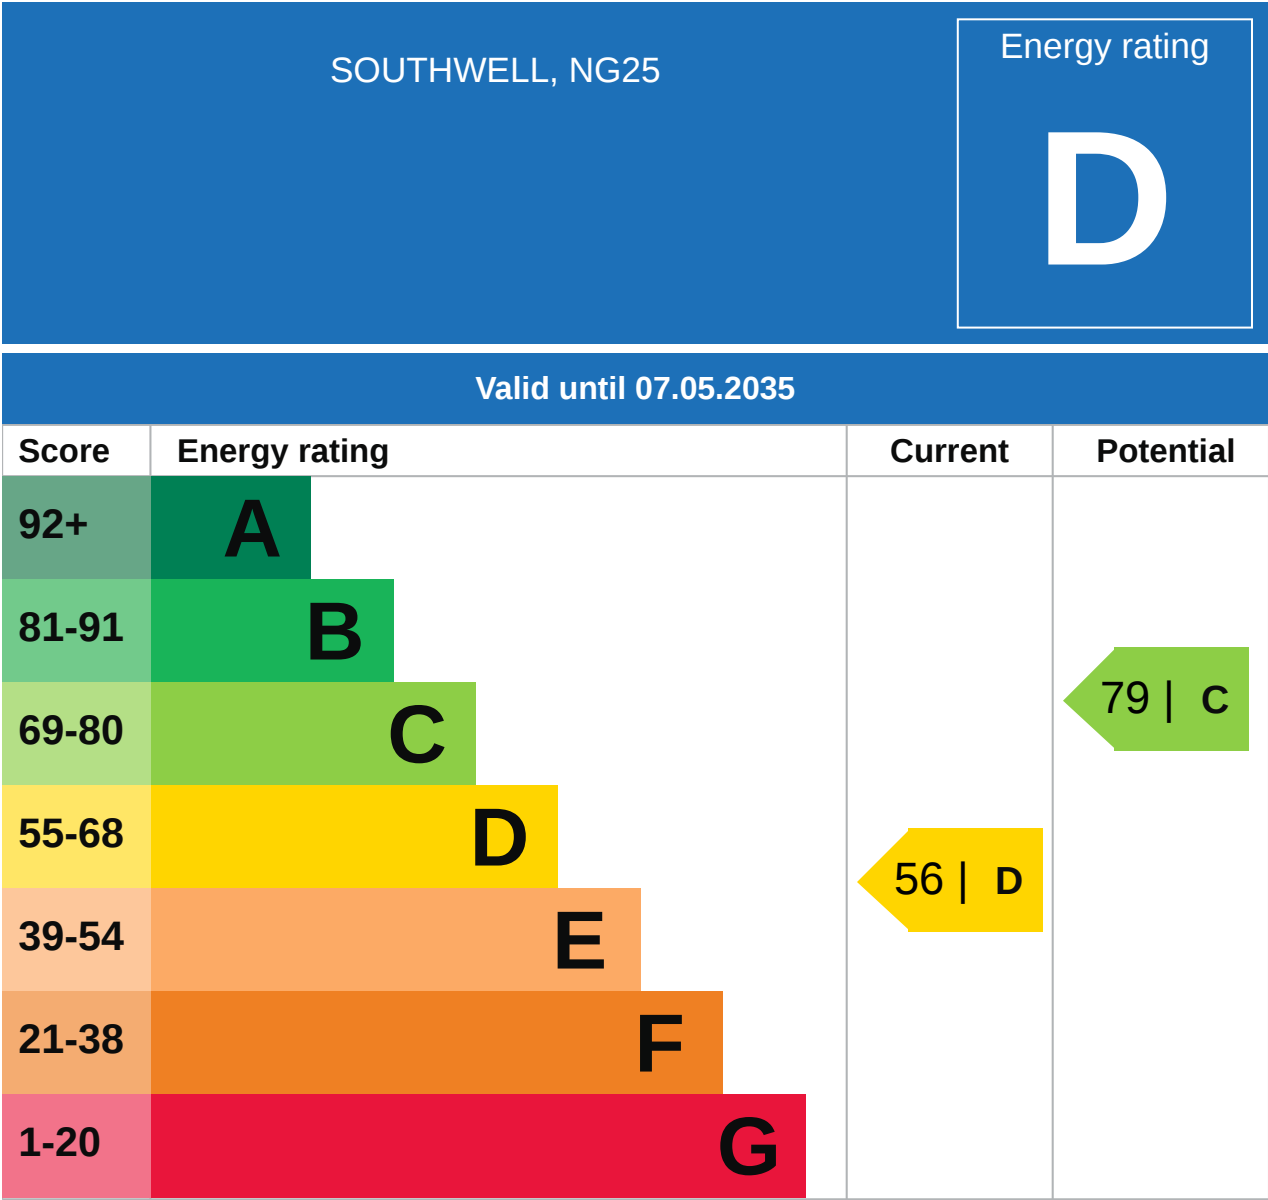 SOUTHWELL, NG25
Energy rating
D
Valid until 07.05.2035
Score Energy rating Current Potential
92+ A
81-91 B
69-80 C
79 | C
55-68 D
56 | D
39-54 E
21-38 F
1-20 G